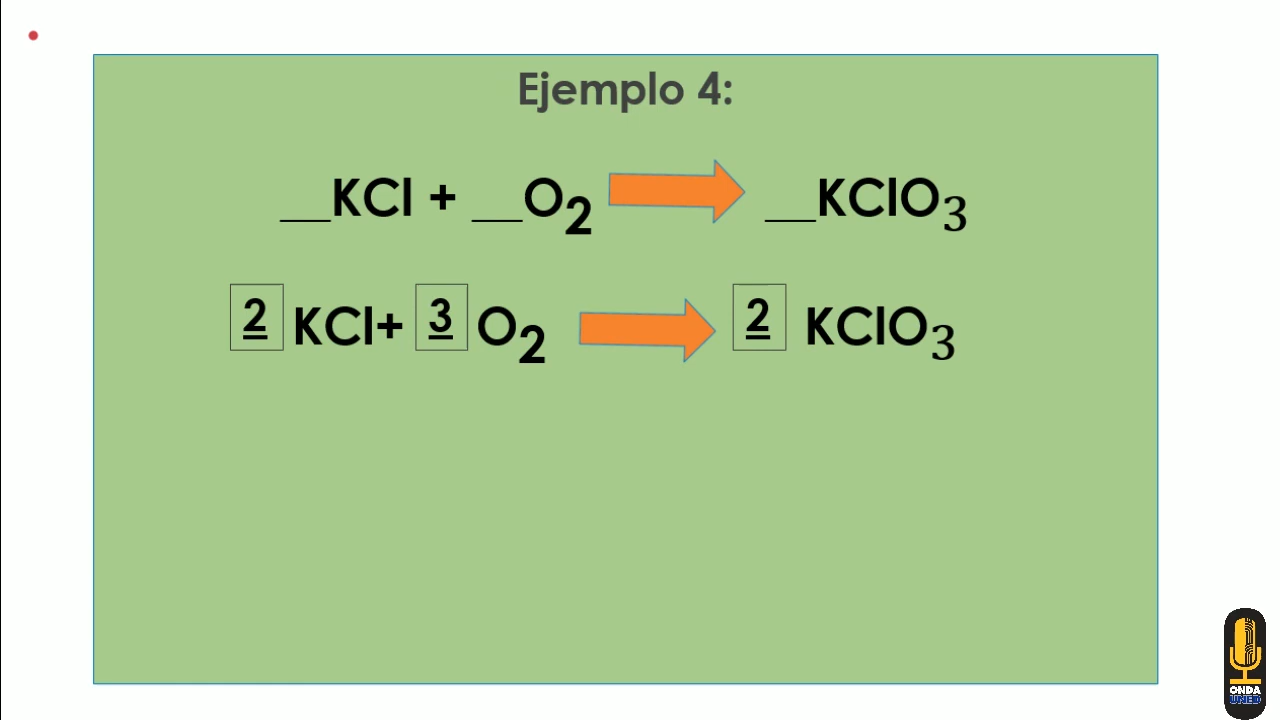 Ejemplo 4:
__KCl + __O2 __KClO3
2 KCl+ 3 O2 2 KClO3
ONDA
UNED